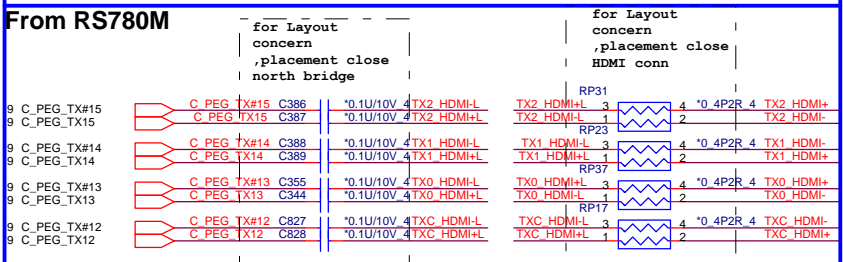 From RS780M
for Layout
concern
,placement close
north bridge
for Layout
concern
,placement close
HDMI conn
RP31
9 C_PEG_TX#15 C_PEG_TX#15 C386 *0.1U/10V_4 TX2_HDMI-L TX2_HDMI+L 3 4 *0_4P2R_4 TX2_HDMI+
9 C_PEG_TX15 C_PEG_TX15 C387 *0.1U/10V_4 TX2_HDMI+L TX2_HDMI-L 1 2 TX2_HDMI-
RP23
9 C_PEG_TX#14 C_PEG_TX#14 C388 *0.1U/10V_4 TX1_HDMI-L TX1_HDMI-L 3 4 *0_4P2R_4 TX1_HDMI-
9 C_PEG_TX14 C_PEG_TX14 C389 *0.1U/10V_4 TX1_HDMI+L TX1_HDMI+L 1 2 TX1_HDMI+
RP37
9 C_PEG_TX#13 C_PEG_TX#13 C355 *0.1U/10V_4 TX0_HDMI-L TX0_HDMI+L 3 4 *0_4P2R_4 TX0_HDMI+
9 C_PEG_TX13 C_PEG_TX13 C344 *0.1U/10V_4 TX0_HDMI+L TX0_HDMI-L 1 2 TX0_HDMI-
RP17
9 C_PEG_TX#12 C_PEG_TX#12 C827 *0.1U/10V_4 TXC_HDMI-L TXC_HDMI-L 3 4 *0_4P2R_4 TXC_HDMI-
9 C_PEG_TX12 C_PEG_TX12 C828 *0.1U/10V_4 TXC_HDMI+L TXC_HDMI+L 1 2 TXC_HDMI+